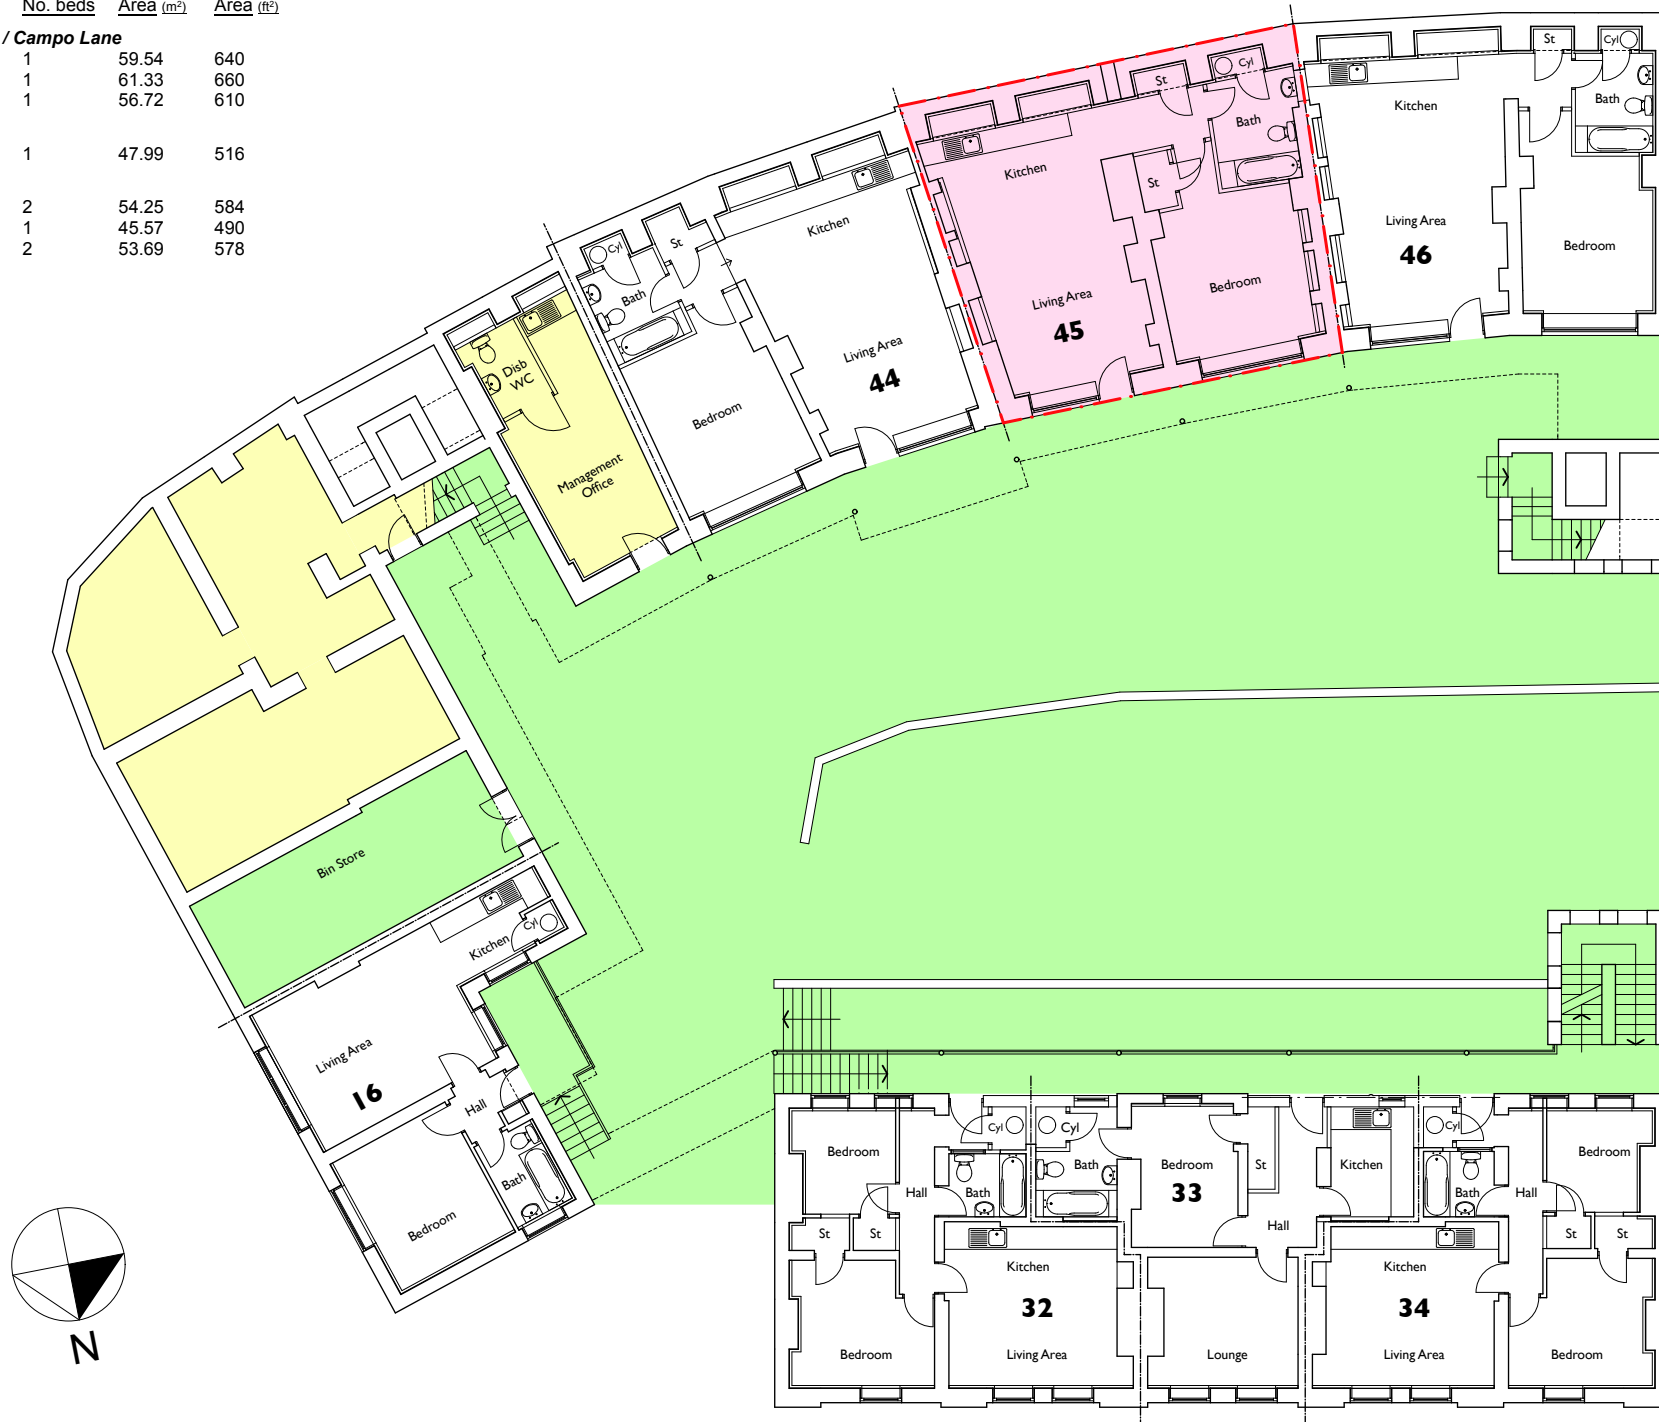 No. beds Area (m²) Area (ft²)
/ Campo Lane
1 59.54 640
1 61.33 660
1 56.72 610
1 47.99 516
2 54.25 584
1 45.57 490
2 53.69 578
St
Cyl
Kitchen
Bath
Living Area
46
Bedroom
St
Cyl
Bath
Kitchen
St
Living Area
45
Bedroom
Cyl
St
Kitchen
Bath
Living Area
44
Bedroom
Disb
WC
Management
Office
Bin Store
Kitchen
Cyl
Living Area
16
Hall
Bath
Bedroom
N
Bedroom
Cyl
Hall
Bath
St
St
Kitchen
32
Bedroom
Living Area
Cyl
Bath
Bedroom
33
St
Kitchen
Hall
Lounge
Cyl
Bath
Hall
Bedroom
St
St
Kitchen
34
Living Area
Bedroom